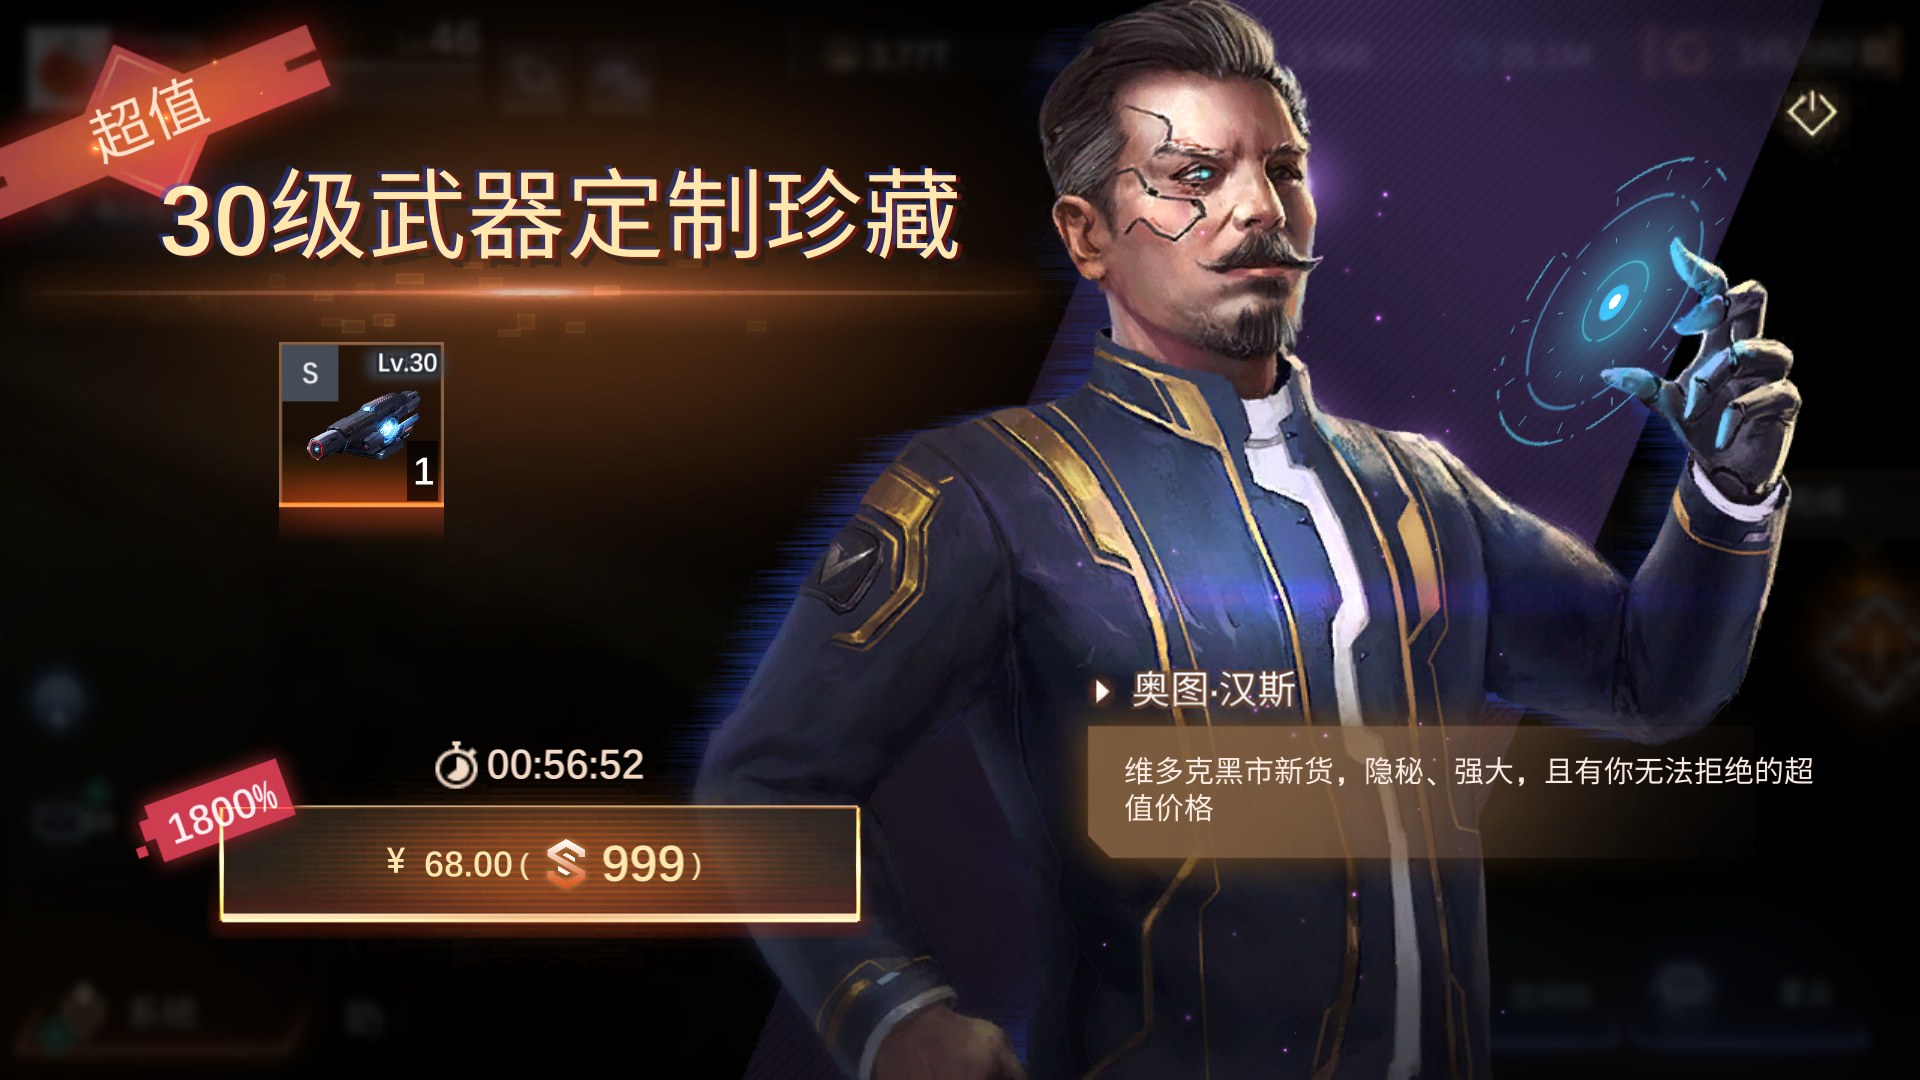 超值
30级武器定制珍藏
S
Lv.30
1
00:56:52
1800%
¥ 68.00( 999)
奥图·汉斯
维多克黑市新货，隐秘、强大，且有你无法拒绝的超
值价格